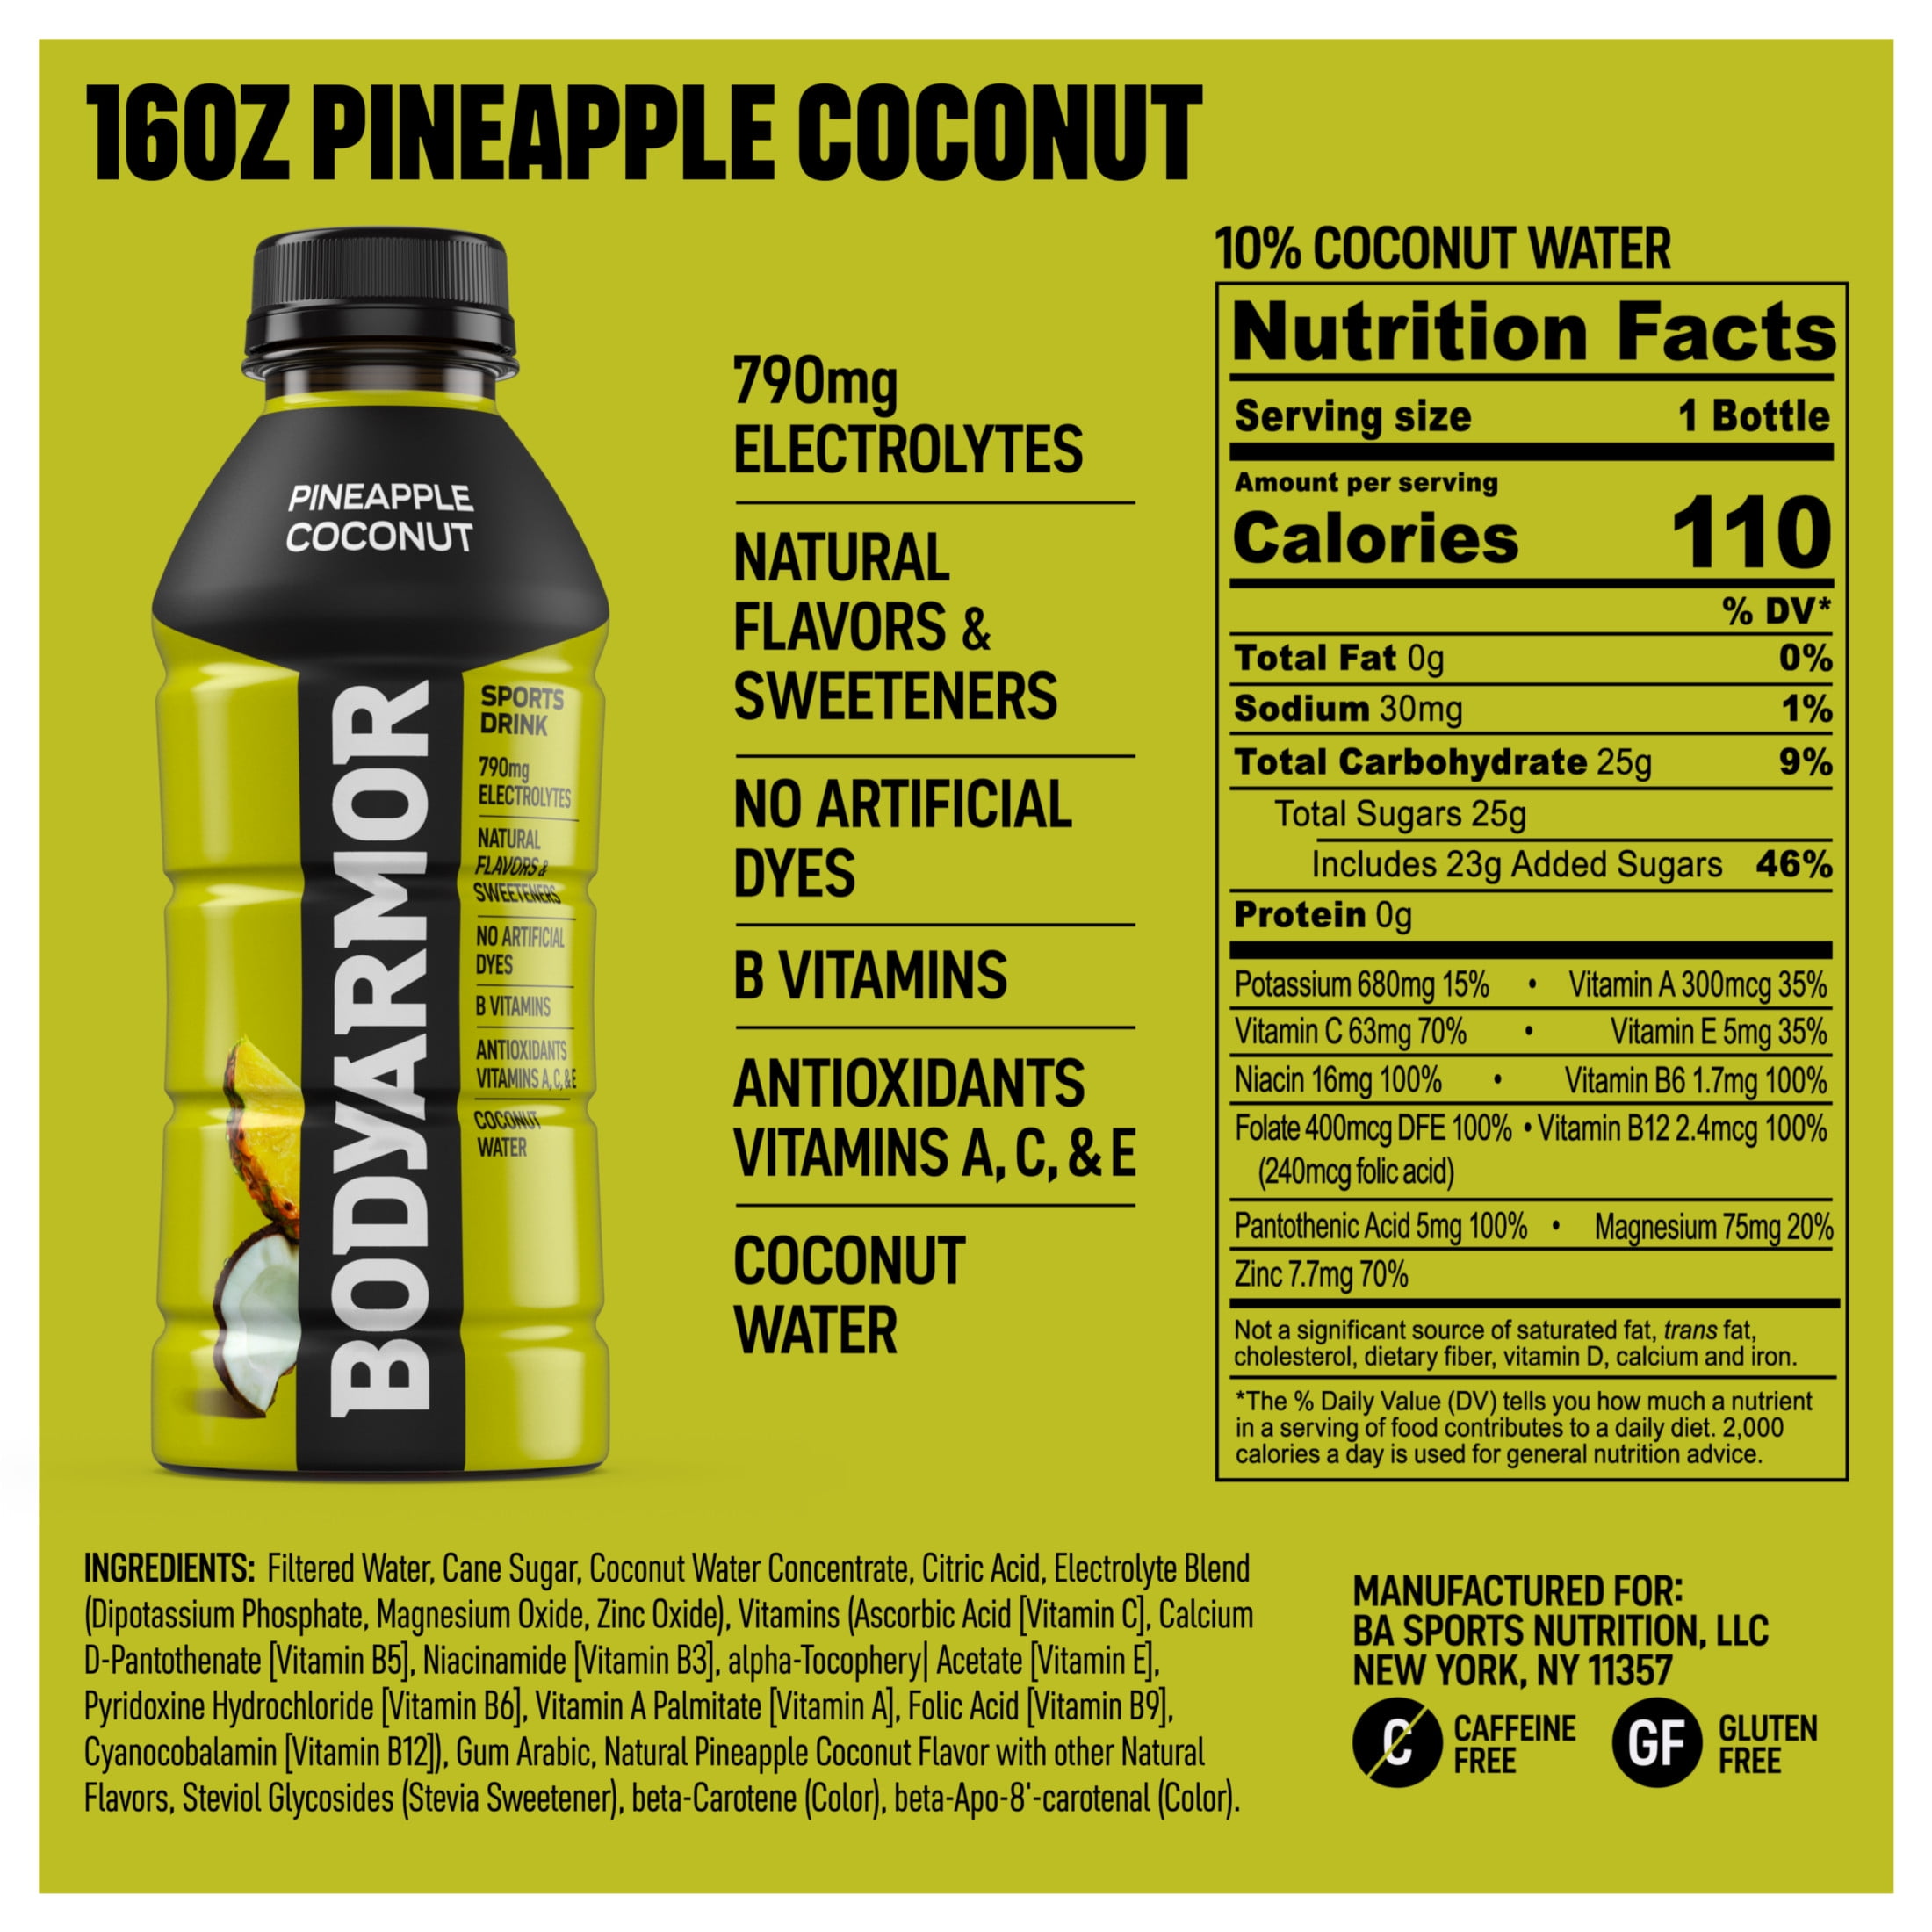 16OZ PINEAPPLE COCONUT
PINEAPPLE
COCONUT
BODYARMOR
SPORTS
DRINK
790mg
ELECTROLYTES
NATURAL
FLAVORS &
SWEETENERS
NO ARTIFICIAL
DYES
B VITAMINS
ANTIOXIDANTS
VITAMINS A, C, & E
COCONUT
WATER
790mg
ELECTROLYTES
NATURAL
FLAVORS &
SWEETENERS
NO ARTIFICIAL
DYES
B VITAMINS
ANTIOXIDANTS
VITAMINS A, C, & E
COCONUT
WATER
10% COCONUT WATER
Nutrition Facts
Serving size 1 Bottle
Amount per serving
Calories 110
% DV*
Total Fat 0g 0%
Sodium 30mg 1%
Total Carbohydrate 25g 9%
Total Sugars 25g
Includes 23g Added Sugars 46%
Protein 0g
Potassium 680mg 15% • Vitamin A 300mcg 35%
Vitamin C 63mg 70% • Vitamin E 5mg 35%
Niacin 16mg 100% • Vitamin B6 1.7mg 100%
Folate 400mcg DFE 100% • Vitamin B12 2.4mcg 100%
(240mcg folic acid)
Pantothenic Acid 5mg 100% • Magnesium 75mg 20%
Zinc 7.7mg 70%
Not a significant source of saturated fat, trans fat,
cholesterol, dietary fiber, vitamin D, calcium and iron.
*The % Daily Value (DV) tells you how much a nutrient
in a serving of food contributes to a daily diet. 2,000
calories a day is used for general nutrition advice.
INGREDIENTS: Filtered Water, Cane Sugar, Coconut Water Concentrate, Citric Acid, Electrolyte Blend
(Dipotassium Phosphate, Magnesium Oxide, Zinc Oxide), Vitamins (Ascorbic Acid [Vitamin C], Calcium
D-Pantothenate [Vitamin B5], Niacinamide [Vitamin B3], alpha-Tocophery| Acetate [Vitamin E],
Pyridoxine Hydrochloride [Vitamin B6], Vitamin A Palmitate [Vitamin A], Folic Acid [Vitamin B9],
Cyanocobalamin [Vitamin B12]), Gum Arabic, Natural Pineapple Coconut Flavor with other Natural
Flavors, Steviol Glycosides (Stevia Sweetener), beta-Carotene (Color), beta-Apo-8'-carotenal (Color).
MANUFACTURED FOR:
BA SPORTS NUTRITION, LLC
NEW YORK, NY 11357
C CAFFEINE
FREE
GF GLUTEN
FREE